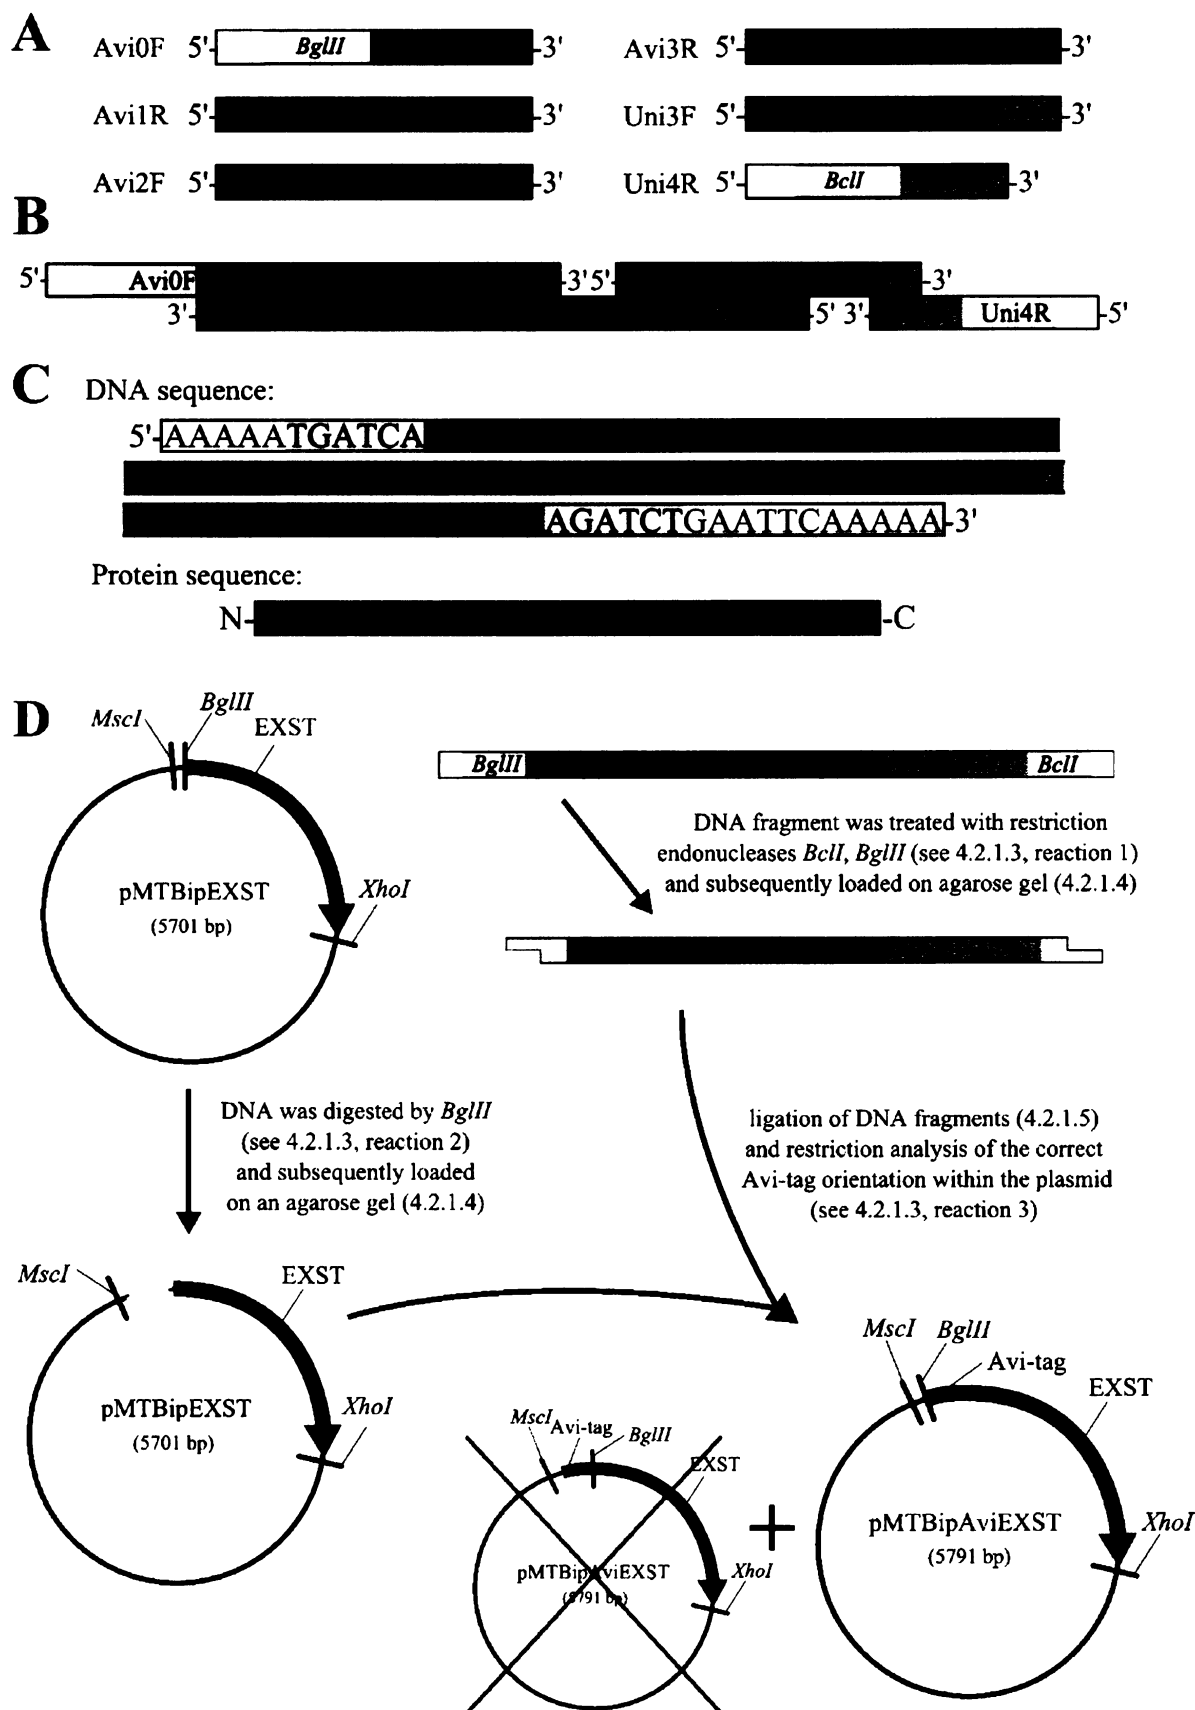 A
Avi0F 5'- BglII -3'
Avi3R 5'- -3'
Avi1R 5'- -3'
Uni3F 5'- -3'
Avi2F 5'- -3'
Uni4R 5'- BclI -3'
B
5'- Avi0F -3' 5'- -3'
3'- -5' 3'- Uni4R -5'
C
DNA sequence:
5'-AAAAATGATCA
AGATCTGAATTCAAAAA-3'
Protein sequence:
N- -C
D
MscI
BglII
EXST
pMTBipEXST
(5701 bp)
XhoI
BglII BclI
DNA fragment was treated with restriction
endonucleases BclI, BglII (see 4.2.1.3, reaction 1)
and subsequently loaded on agarose gel (4.2.1.4)
DNA was digested by BglII
(see 4.2.1.3, reaction 2)
and subsequently loaded
on an agarose gel (4.2.1.4)
ligation of DNA fragments (4.2.1.5)
and restriction analysis of the correct
Avi-tag orientation within the plasmid
(see 4.2.1.3, reaction 3)
MscI
EXST
pMTBipEXST
(5701 bp)
XhoI
MscI
Avi-tag
BglII
EXST
pMTBipAviEXST
(5791 bp)
XhoI
+
MscI
BglII
Avi-tag
EXST
pMTBipAviEXST
(5791 bp)
XhoI